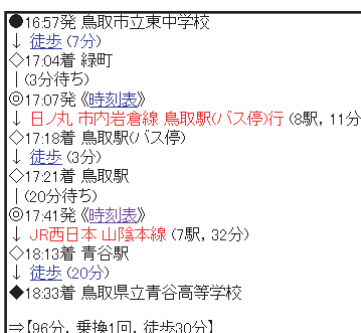 ●16:57発 鳥取市立東中学校
↓ 徒歩 (7分)
◇17:04着 緑町
| (3分待ち)
◎17:07発 《時刻表》
↓ 日ノ丸 市内岩倉線 鳥取駅(バス停)行 (8駅, 11分
◇17:18着 鳥取駅(バス停)
↓ 徒歩 (3分)
◇17:21着 鳥取駅
| (20分待ち)
◎17:41発 《時刻表》
↓ JR西日本 山陰本線 (7駅, 32分)
◇18:13着 青谷駅
↓ 徒歩 (20分)
◆18:33着 鳥取県立青谷高等学校
⇒【96分, 乗換1回, 徒歩30分】